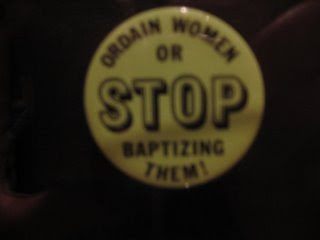 ORDAIN WOMEN
OR
STOP
BAPTIZING
THEM!